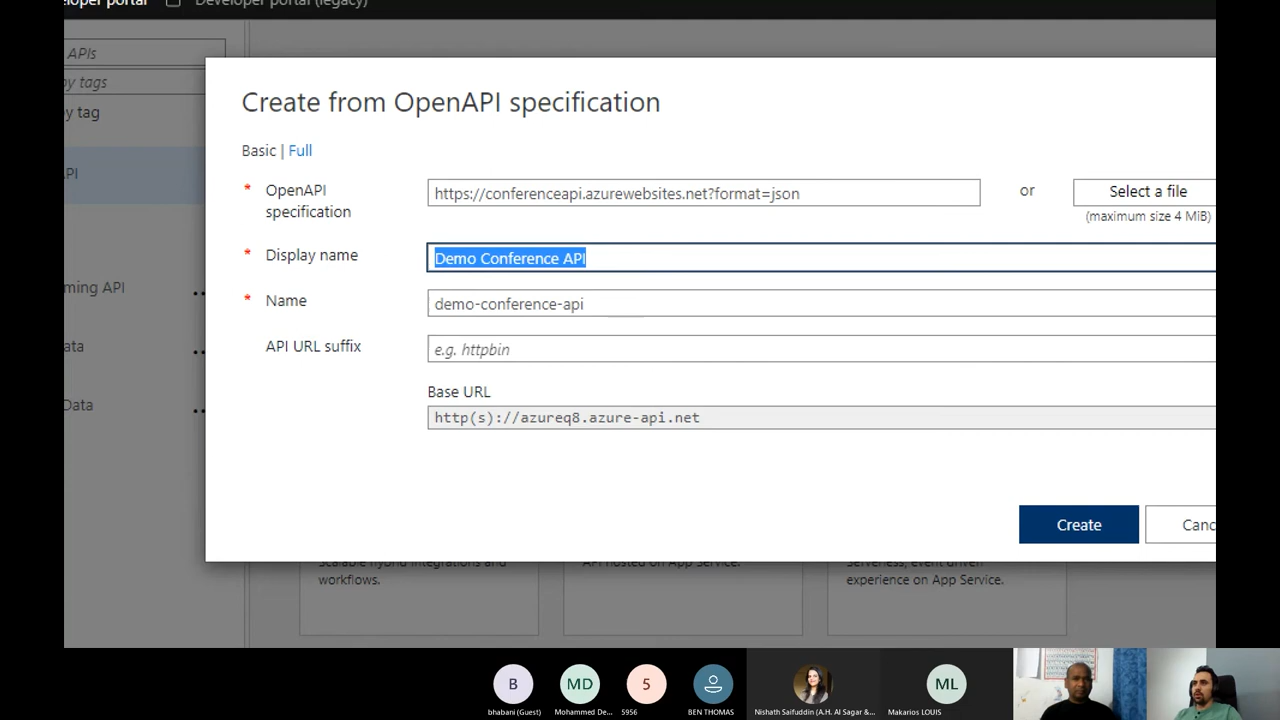 eloper portal Developer portal (legacy)
APIs
by tags
y tag
API
ming API
ata
Data
Create from OpenAPI specification
Basic | Full
* OpenAPI specification https://conferenceapi.azurewebsites.net?format=json or Select a file
(maximum size 4 MiB)
* Display name Demo Conference API
* Name demo-conference-api
API URL suffix e.g. httpbin
Base URL
http(s)://azureq8.azure-api.net
Create Canc
Scalable hybrid integrations and
workflows.
API hosted on App Service.
Serverless, event driven
experience on App Service.
B MD 5 ML
bhabani (Guest) Mohammed De... 5956 BEN THOMAS Nishath Saifuddin (A.H. Al Sagar &... Makarios LOUIS